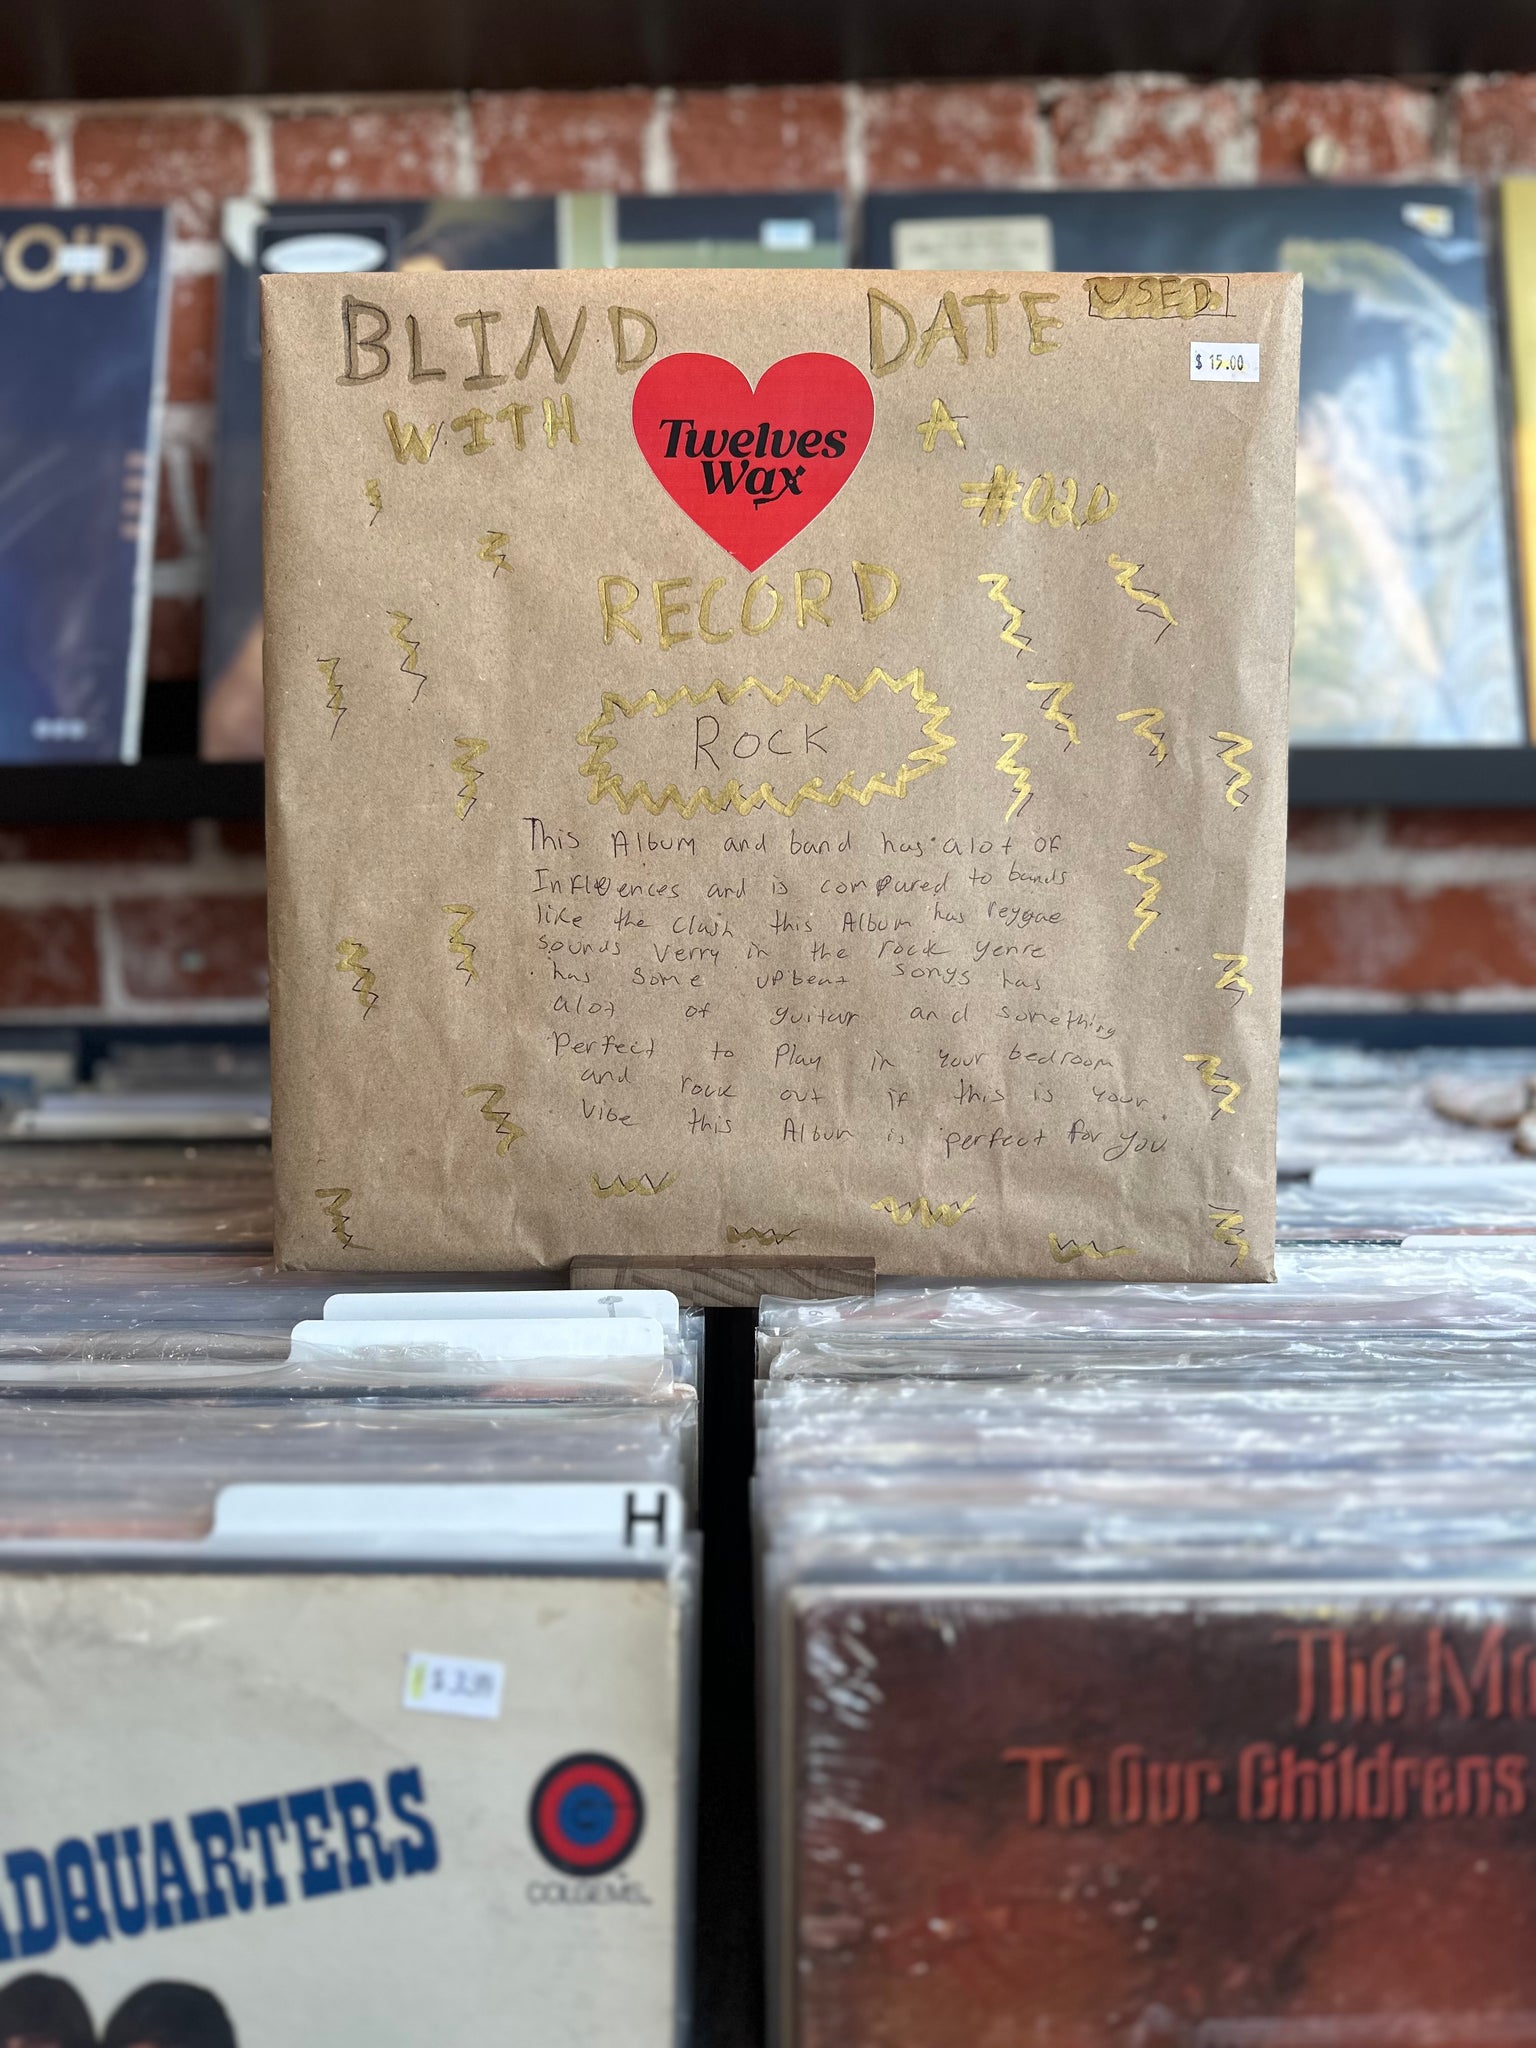 OID
BLIND DATE USED
$ 15.00
WITH A
Twelves
Wax
#020
RECORD
ROCK
This Album and band has alot of
Influences and is compared to bands
like the Clash this Album has reggae
sounds Verry in the rock genre
has some upbeat songs has
alot of guitar and something
Perfect to Play in your bedroom
and rock out if this is your
Vibe this Album is perfect for you
H
ADQUARTERS
COLGEMS
The Mo
To Our Childrens